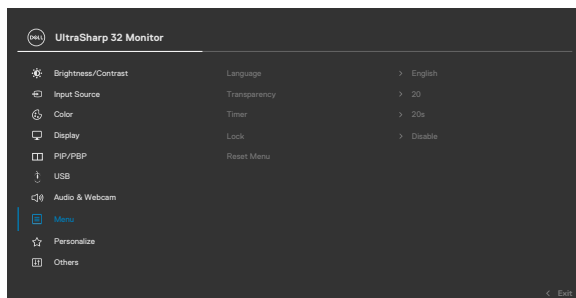 DELL UltraSharp 32 Monitor
Brightness/Contrast Language > English
Input Source Transparency > 20
Color Timer > 20s
Display Lock > Disable
PIP/PBP Reset Menu
USB
Audio & Webcam
Menu
Personalize
Others
< Exit